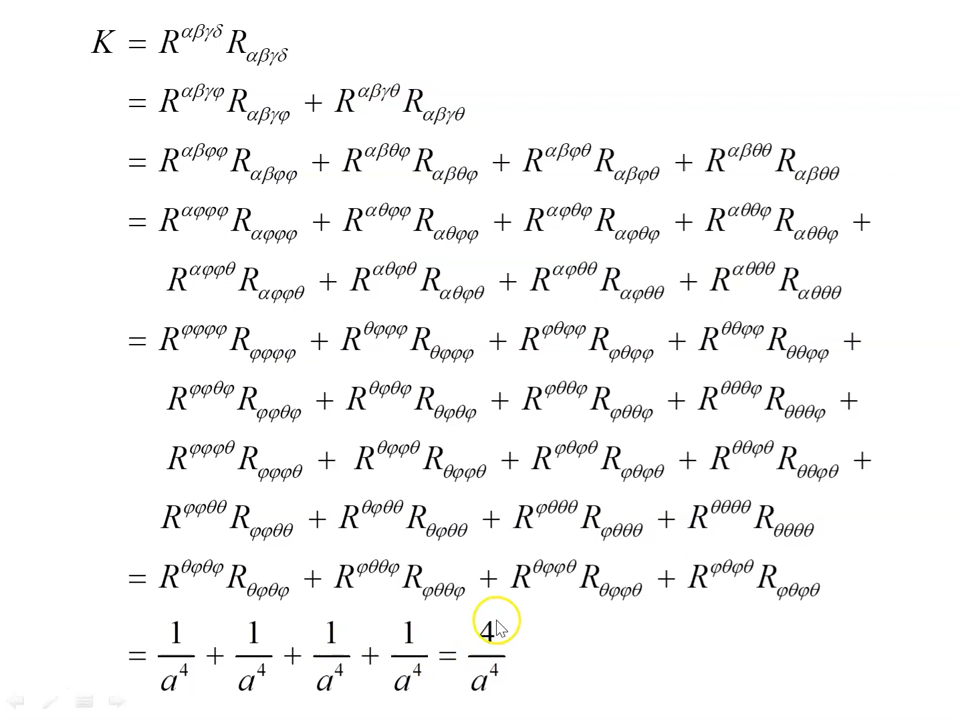 K = R^{αβγδ} R_{αβγδ}
= R^{αβγφ} R_{αβγφ} + R^{αβγθ} R_{αβγθ}
= R^{αβφφ} R_{αβφφ} + R^{αβθφ} R_{αβθφ} + R^{αβφθ} R_{αβφθ} + R^{αβθθ} R_{αβθθ}
= R^{αφφφ} R_{αφφφ} + R^{αθφφ} R_{αθφφ} + R^{αφθφ} R_{αφθφ} + R^{αθθφ} R_{αθθφ} +
R^{αφφθ} R_{αφφθ} + R^{αθφθ} R_{αθφθ} + R^{αφθθ} R_{αφθθ} + R^{αθθθ} R_{αθθθ}
= R^{φφφφ} R_{φφφφ} + R^{θφφφ} R_{θφφφ} + R^{φθφφ} R_{φθφφ} + R^{θθφφ} R_{θθφφ} +
R^{φφθφ} R_{φφθφ} + R^{θφθφ} R_{θφθφ} + R^{φθθφ} R_{φθθφ} + R^{θθθφ} R_{θθθφ} +
R^{φφφθ} R_{φφφθ} + R^{θφφθ} R_{θφφθ} + R^{φθφθ} R_{φθφθ} + R^{θθφθ} R_{θθφθ} +
R^{φφθθ} R_{φφθθ} + R^{θφθθ} R_{θφθθ} + R^{φθθθ} R_{φθθθ} + R^{θθθθ} R_{θθθθ}
= R^{θφθφ} R_{θφθφ} + R^{φθθφ} R_{φθθφ} + R^{θφφθ} R_{θφφθ} + R^{φθφθ} R_{φθφθ}
= 1/a^4 + 1/a^4 + 1/a^4 + 1/a^4 = 4/a^4